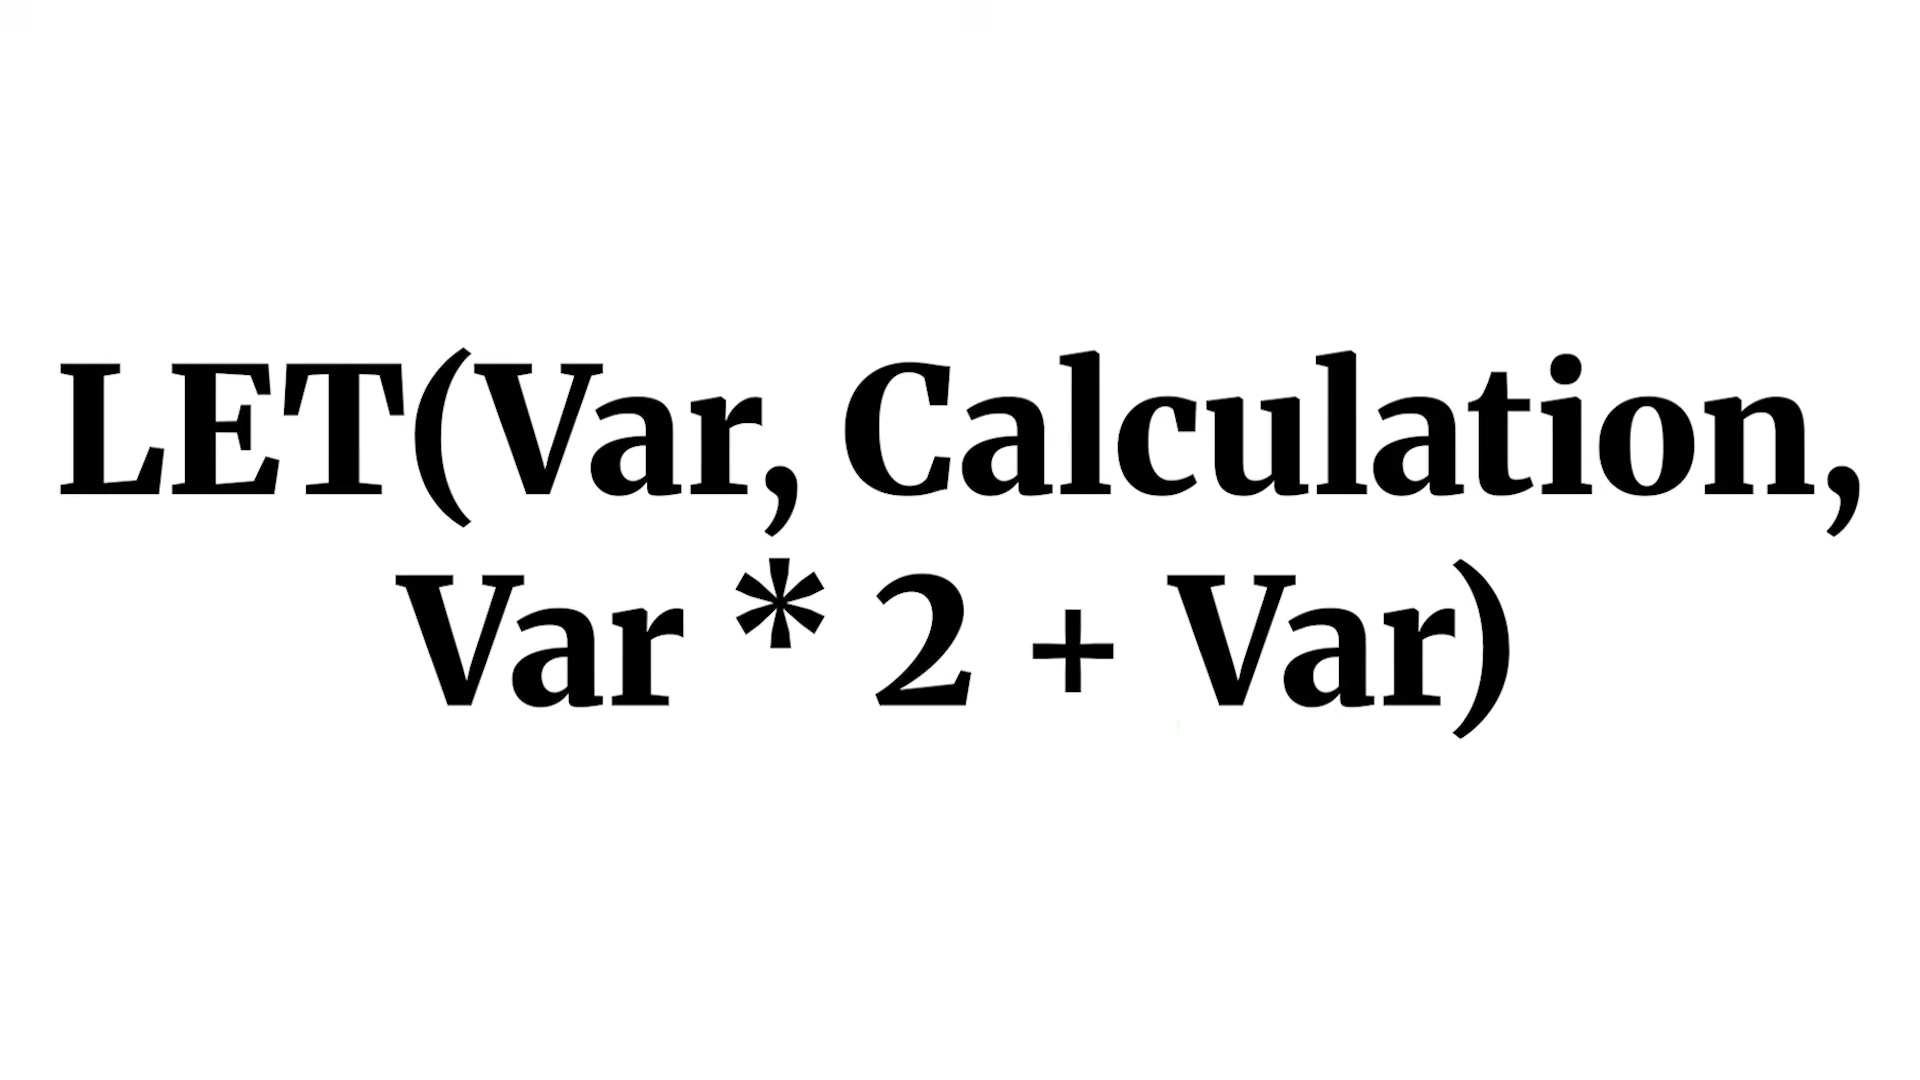 LET(Var, Calculation,
Var * 2 + Var)